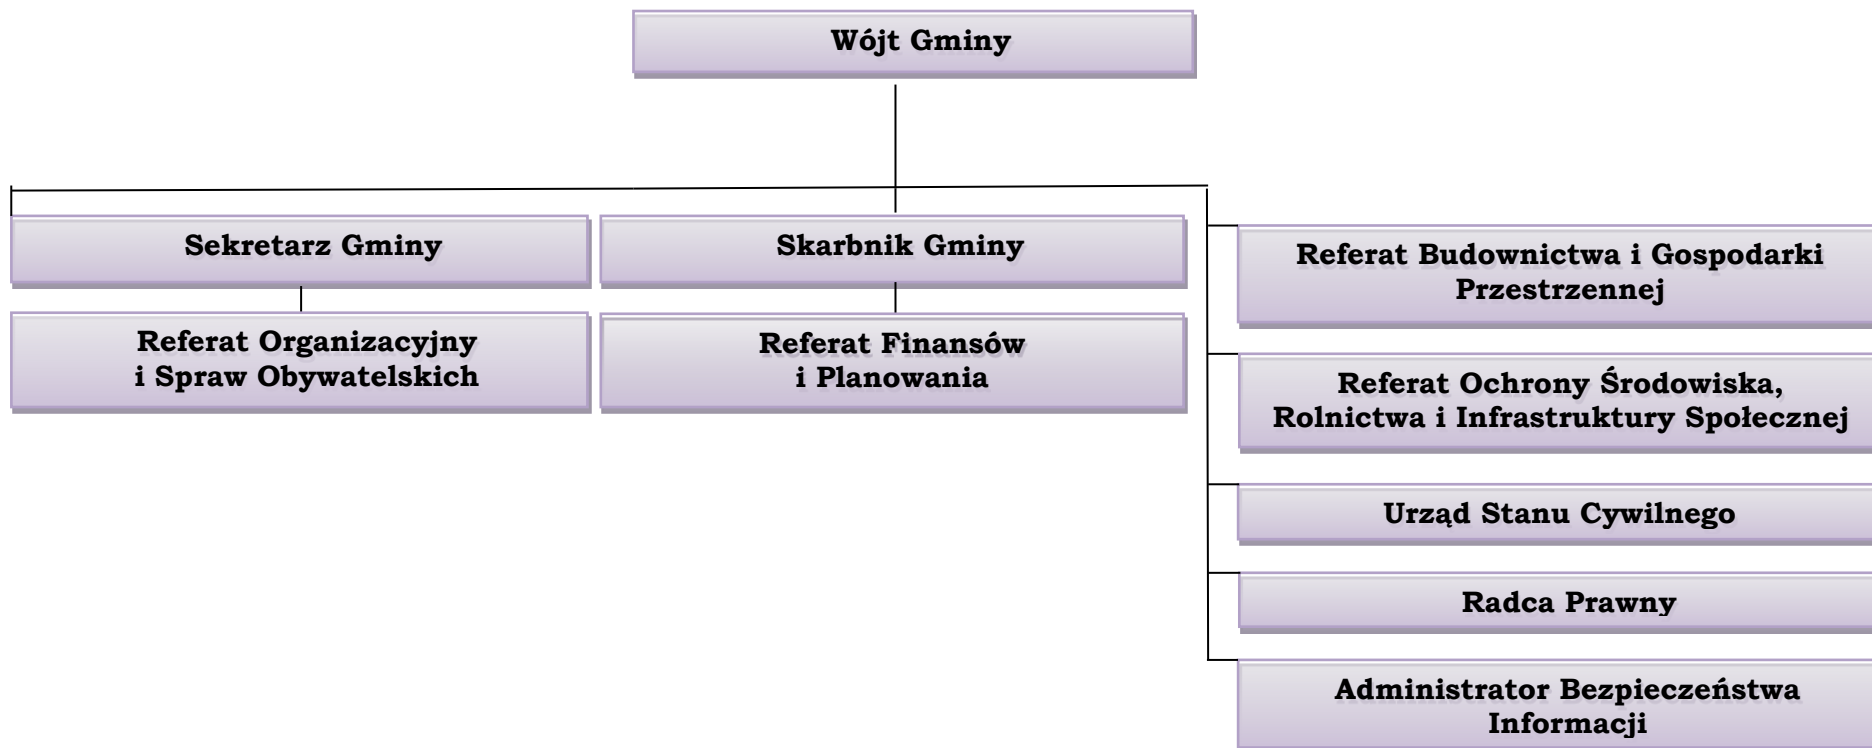 Wójt Gminy
Sekretarz Gminy
Skarbnik Gminy
Referat Organizacyjny
i Spraw Obywatelskich
Referat Finansów
i Planowania
Referat Budownictwa i Gospodarki
Przestrzennej
Referat Ochrony Środowiska,
Rolnictwa i Infrastruktury Społecznej
Urząd Stanu Cywilnego
Radca Prawny
Administrator Bezpieczeństwa
Informacji